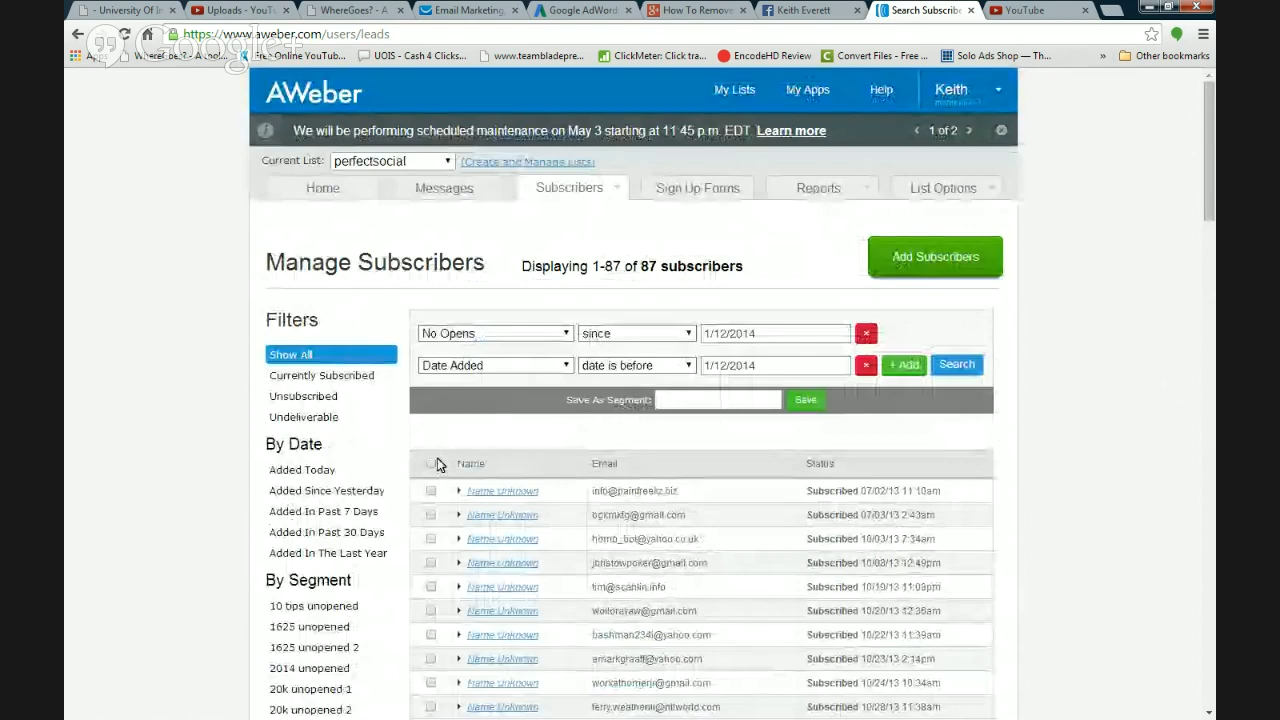 - University Of In
Uploads - YouTu
WhereGoes? - A
Email Marketing,
Google AdWord
How To Remove
Keith Everett
Search Subscribe
YouTube
https://www.aweber.com/users/leads
Google+
Apps
Free Online YouTub...
UOIS - Cash 4 Clicks...
www.teambladepre...
ClickMeter: Click tra...
EncodeHD Review
Convert Files - Free ...
Solo Ads Shop — Th...
»
Other bookmarks
AWeber
My Lists
My Apps
Help
Keith
We will be performing scheduled maintenance on May 3 starting at 11:45 p.m. EDT. Learn more
1 of 2
Current List: perfectsocial (Create and Manage Lists)
Home
Messages
Subscribers
Sign Up Forms
Reports
List Options
Manage Subscribers
Displaying 1-87 of 87 subscribers
Add Subscribers
Filters
Show All
Currently Subscribed
Unsubscribed
Undeliverable
By Date
Added Today
Added Since Yesterday
Added In Past 7 Days
Added In Past 30 Days
Added In The Last Year
By Segment
10 tips unopened
1625 unopened
1625 unopened 2
2014 unopened
20k unopened 1
20k unopened 2
No Opens since 1/12/2014 x
Date Added date is before 1/12/2014 x + Add Search
Save As Segment: Save
Name Email Status
Name Unknown Subscribed 07/02/13 11:10am
Name Unknown Subscribed 07/03/13 2:43am
Name Unknown Subscribed 10/03/13 7:34am
Name Unknown Subscribed 10/08/13 12:49pm
Name Unknown tim@scanlin.info Subscribed 10/19/13 11:09pm
Name Unknown Subscribed 10/20/13 12:36am
Name Unknown bashman234@yahoo.com Subscribed 10/22/13 11:39am
Name Unknown emarkgraaff@yahoo.com Subscribed 10/23/13 2:14pm
Name Unknown Subscribed 10/24/13 10:34am
Name Unknown Subscribed 10/28/13 11:38am